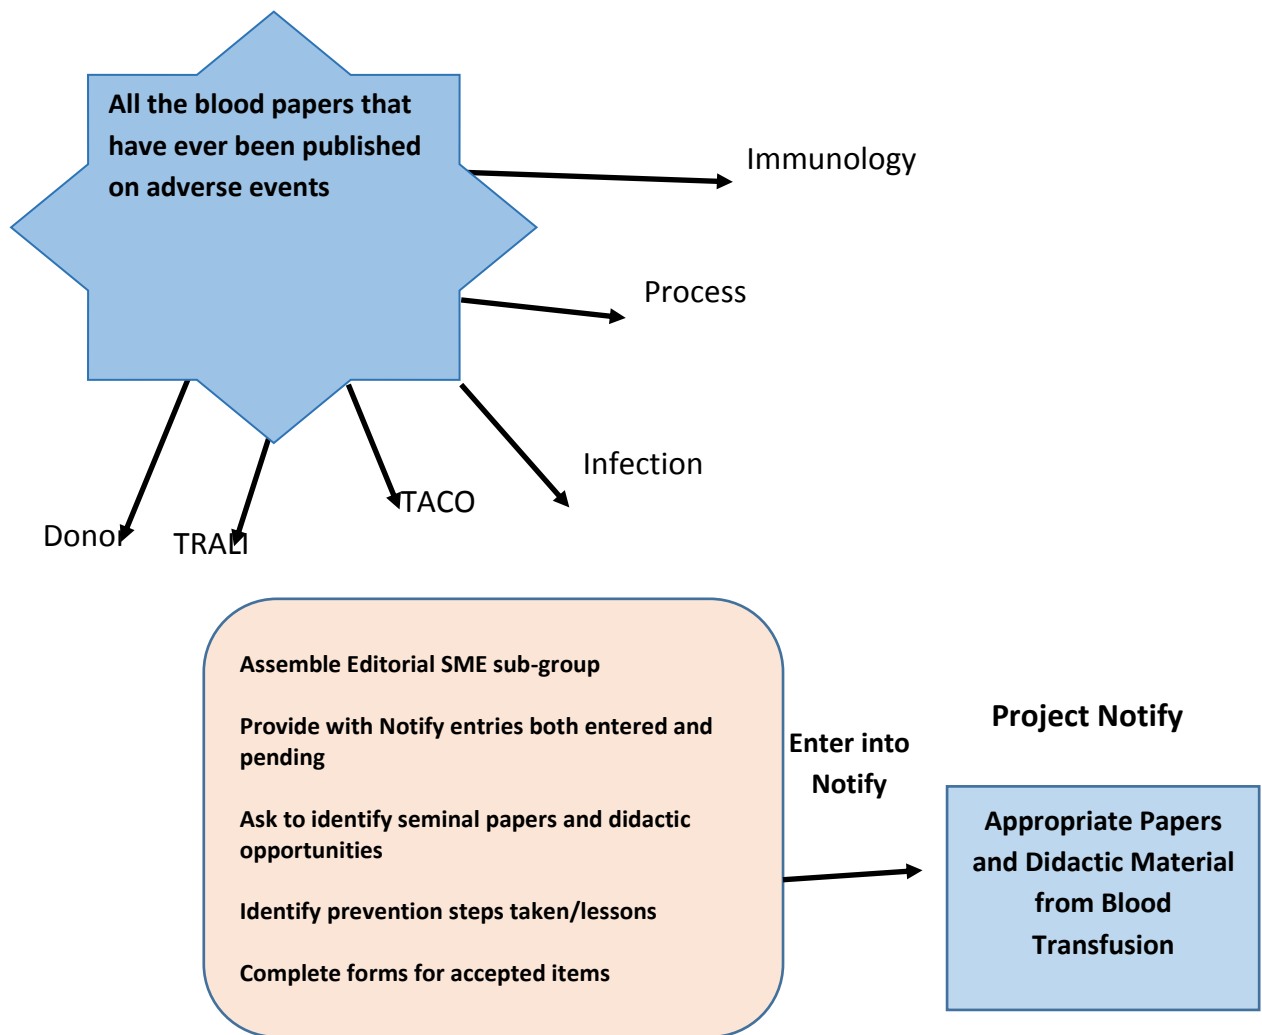 All the blood papers that
have ever been published
on adverse events
Immunology
Process
Infection
TACO
Donor
TRALI
Assemble Editorial SME sub-group
Provide with Notify entries both entered and
pending
Ask to identify seminal papers and didactic
opportunities
Identify prevention steps taken/lessons
Complete forms for accepted items
Enter into
Notify
Project Notify
Appropriate Papers
and Didactic Material
from Blood
Transfusion